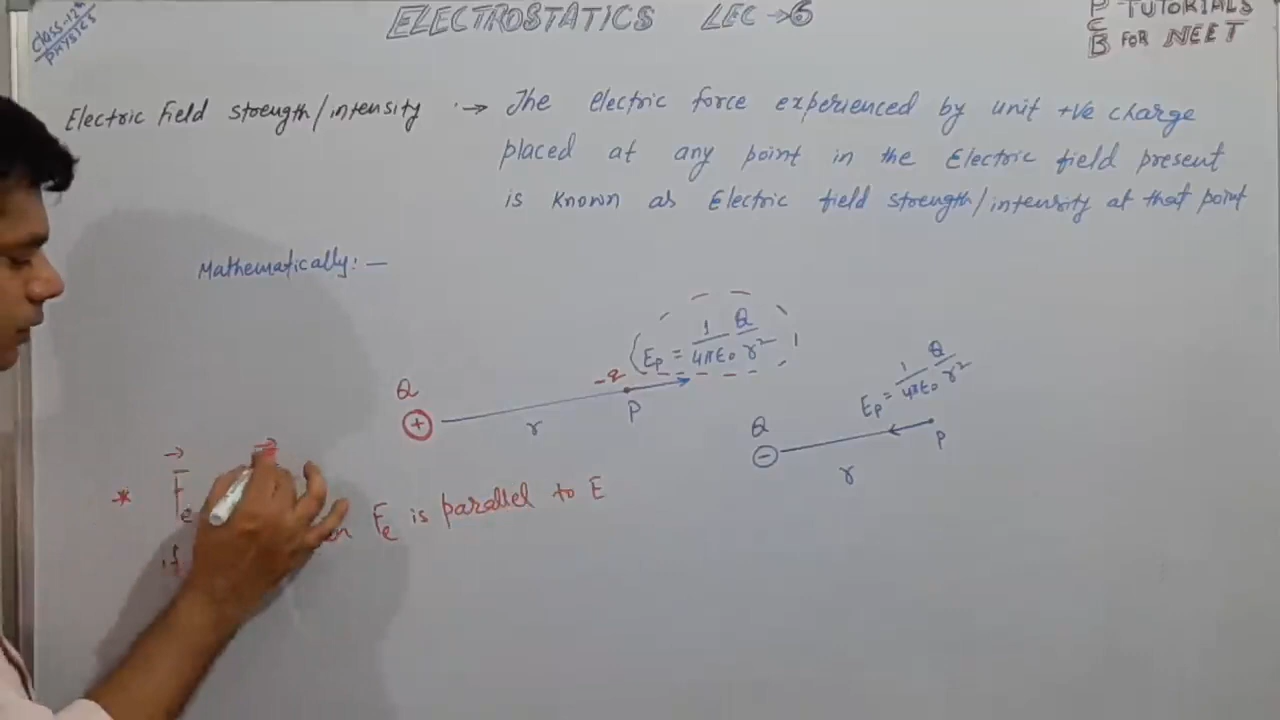 Class-12th
PHYSICS
ELECTROSTATICS LEC → 6
P TUTORIALS
C
B FOR NEET
Electric field strength/intensity :→ The electric force experienced by unit +ve charge
placed at any point in the Electric field present
is known as Electric field strength/intensity at that point
Mathematically:—
Ep = 1/4πε₀ Q/r²
Q
+
-q
P
r
Ep = 1/4πε₀ Q/r²
Q
−
P
r
* Fe
if Fe is parallel to E